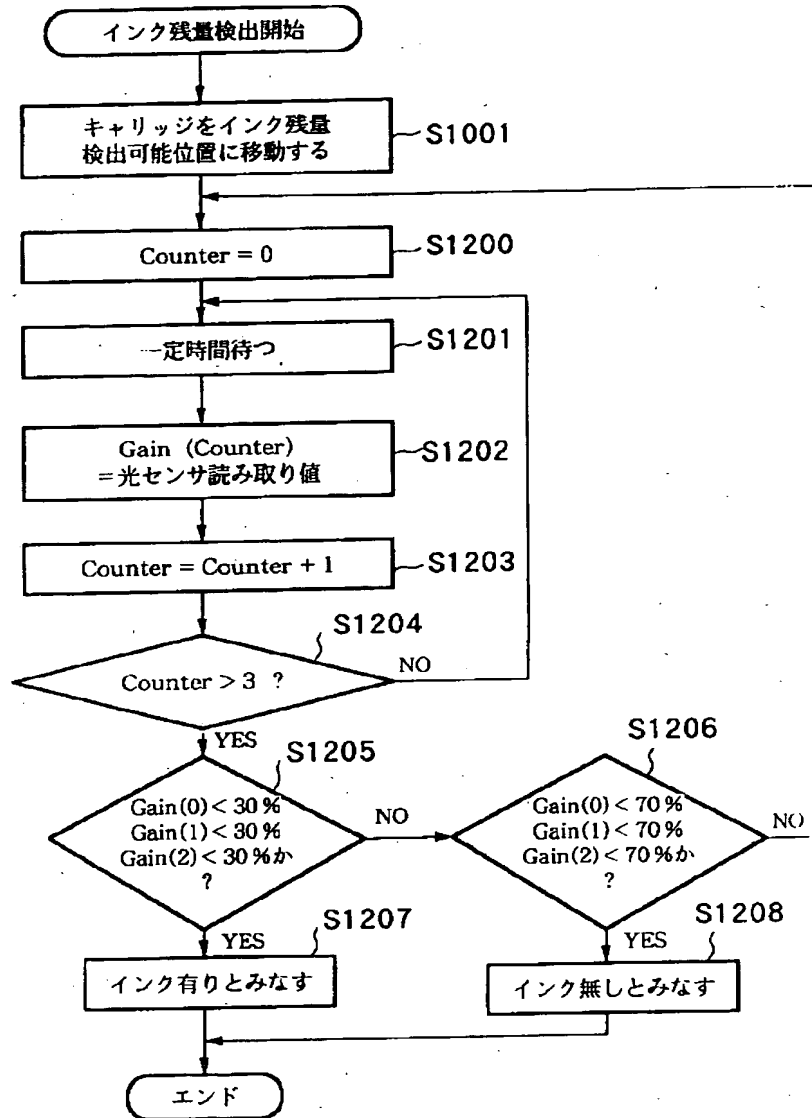 インク残量検出開始
キャリッジをインク残量
検出可能位置に移動する
S1001
Counter = 0
S1200
一定時間待つ
S1201
Gain (Counter)
=光センサ読み取り値
S1202
Counter = Counter + 1
S1203
S1204
Counter > 3 ?
NO
YES
S1205
Gain(0) < 30%
Gain(1) < 30%
Gain(2) < 30%か
?
NO
S1206
Gain(0) < 70%
Gain(1) < 70%
Gain(2) < 70%か
?
NO
YES
S1207
インク有りとみなす
YES
S1208
インク無しとみなす
エンド